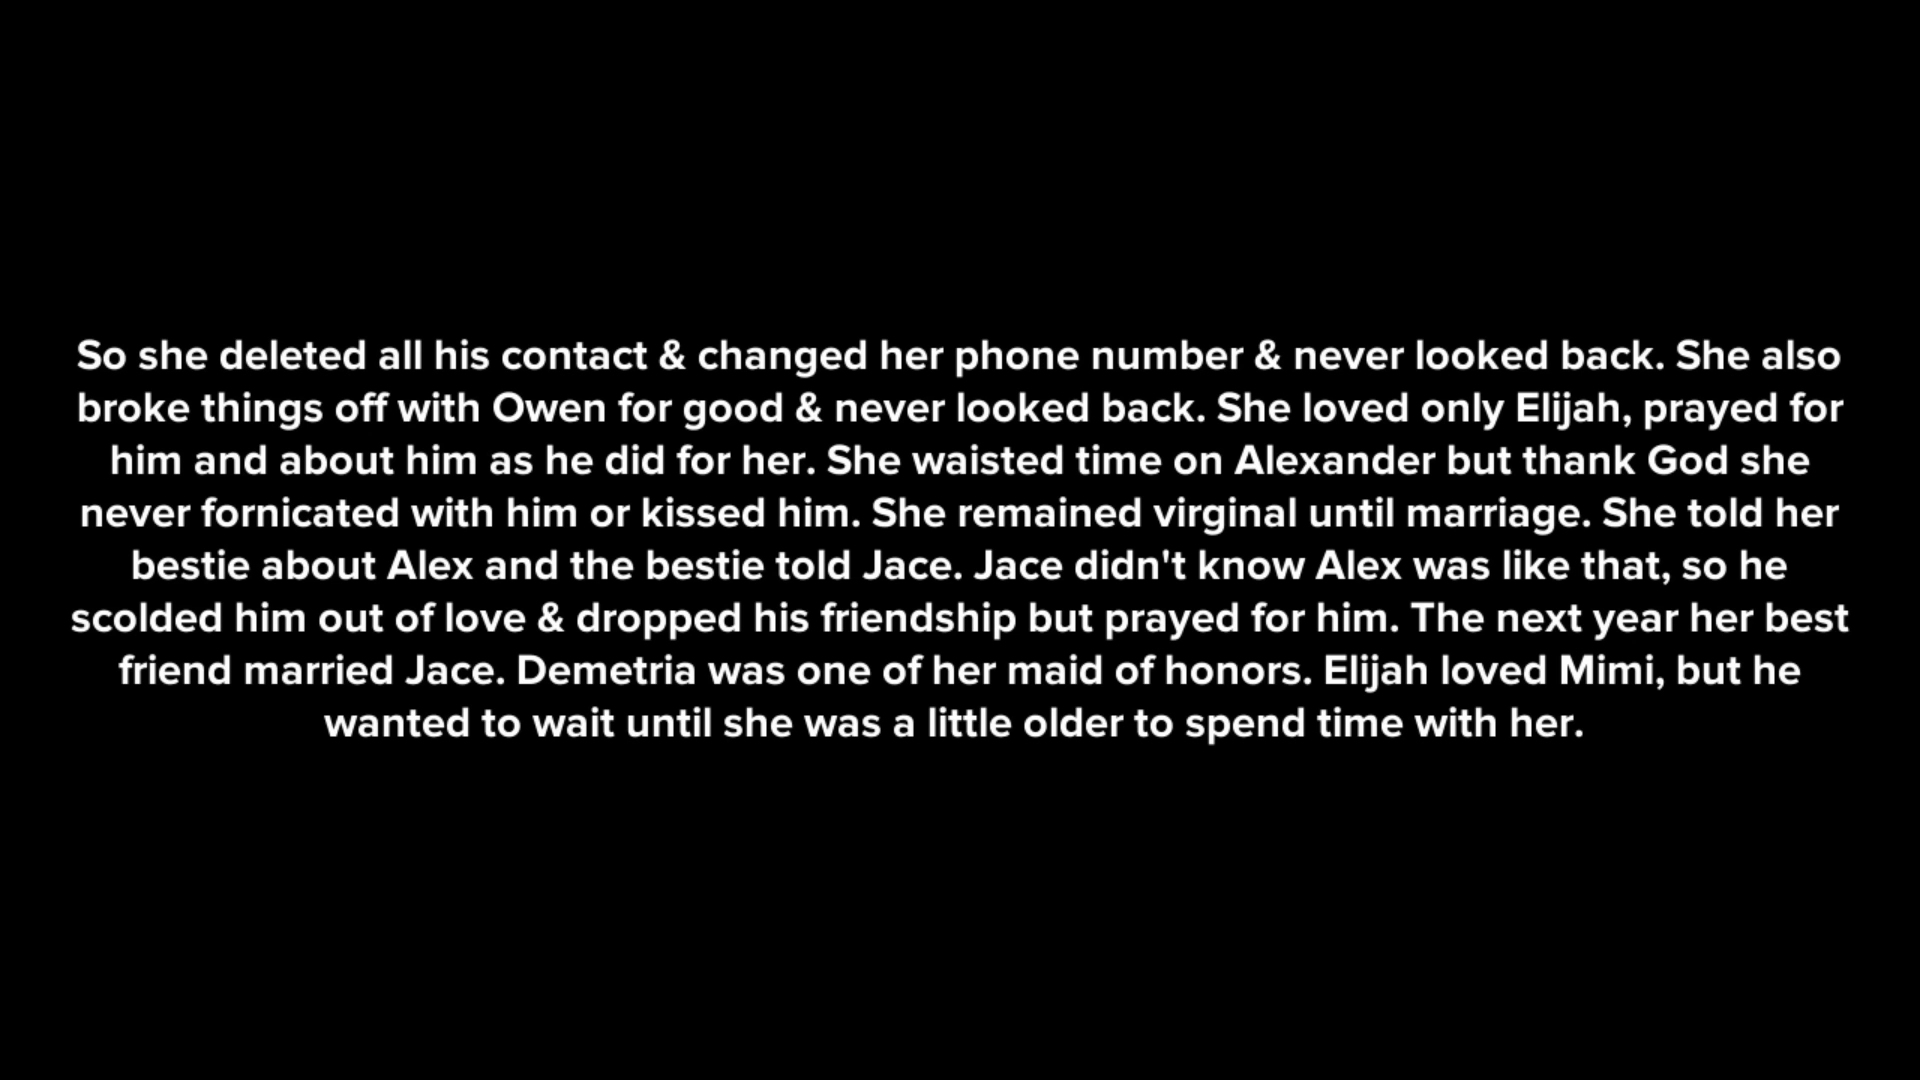 So she deleted all his contact & changed her phone number & never looked back. She also
broke things off with Owen for good & never looked back. She loved only Elijah, prayed for
him and about him as he did for her. She waisted time on Alexander but thank God she
never fornicated with him or kissed him. She remained virginal until marriage. She told her
bestie about Alex and the bestie told Jace. Jace didn't know Alex was like that, so he
scolded him out of love & dropped his friendship but prayed for him. The next year her best
friend married Jace. Demetria was one of her maid of honors. Elijah loved Mimi, but he
wanted to wait until she was a little older to spend time with her.